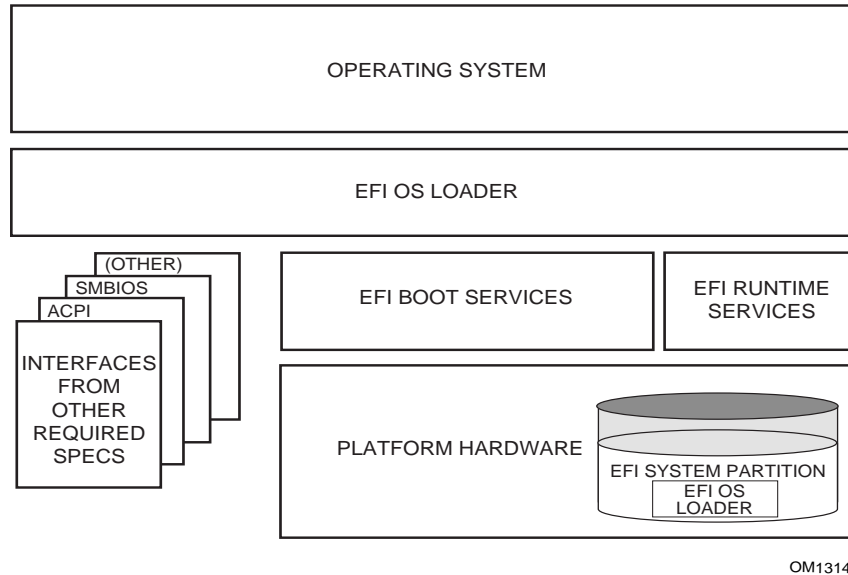 OPERATING SYSTEM
EFI OS LOADER
(OTHER)
SMBIOS
ACPI
INTERFACES
FROM
OTHER
REQUIRED
SPECS
EFI BOOT SERVICES
EFI RUNTIME
SERVICES
PLATFORM HARDWARE
EFI SYSTEM PARTITION
EFI OS
LOADER
OM1314